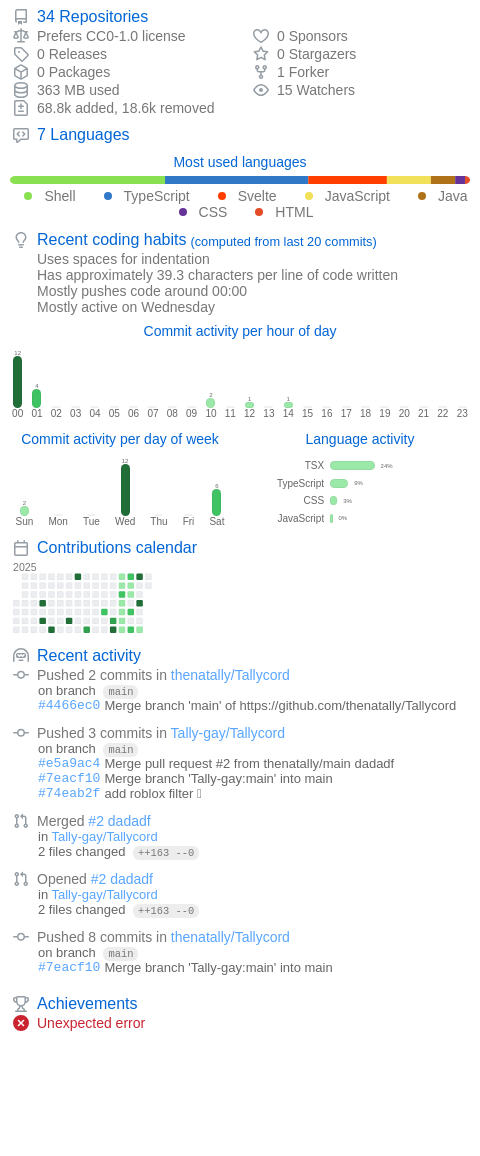 34 Repositories
Prefers CC0-1.0 license
0 Sponsors
0 Releases
0 Stargazers
0 Packages
1 Forker
363 MB used
15 Watchers
68.8k added, 18.6k removed
7 Languages
Most used languages
Shell TypeScript Svelte JavaScript Java
CSS HTML
Recent coding habits (computed from last 20 commits)
Uses spaces for indentation
Has approximately 39.3 characters per line of code written
Mostly pushes code around 00:00
Mostly active on Wednesday
Commit activity per hour of day
12 4 2 1 1
00 01 02 03 04 05 06 07 08 09 10 11 12 13 14 15 16 17 18 19 20 21 22 23
Commit activity per day of week
2 12 6
Sun Mon Tue Wed Thu Fri Sat
Language activity
TSX 24%
TypeScript 9%
CSS 3%
JavaScript 0%
Contributions calendar
2025
Recent activity
Pushed 2 commits in thenatally/Tallycord
on branch main
#4466ec0 Merge branch 'main' of https://github.com/thenatally/Tallycord
Pushed 3 commits in Tally-gay/Tallycord
on branch main
#e5a9ac4 Merge pull request #2 from thenatally/main dadadf
#7eacf10 Merge branch 'Tally-gay:main' into main
#74eab2f add roblox filter
Merged #2 dadadf
in Tally-gay/Tallycord
2 files changed ++163 --0
Opened #2 dadadf
in Tally-gay/Tallycord
2 files changed ++163 --0
Pushed 8 commits in thenatally/Tallycord
on branch main
#7eacf10 Merge branch 'Tally-gay:main' into main
Achievements
Unexpected error